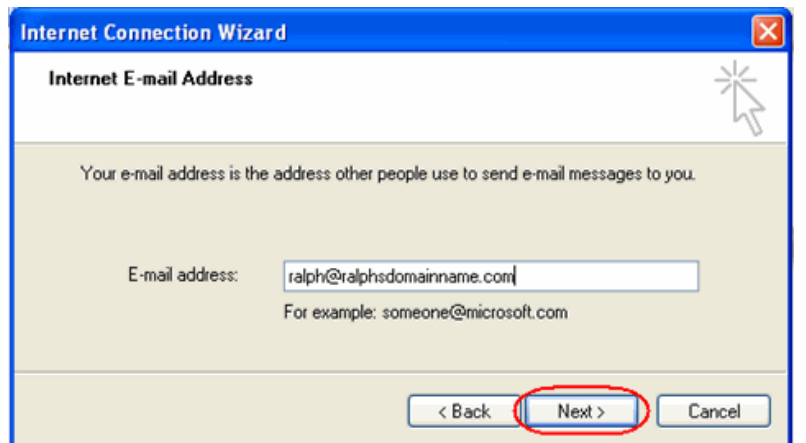 Internet Connection Wizard
Internet E-mail Address
Your e-mail address is the address other people use to send e-mail messages to you.
E-mail address: ralph@ralphsdomainname.com
For example: someone@microsoft.com
< Back Next > Cancel